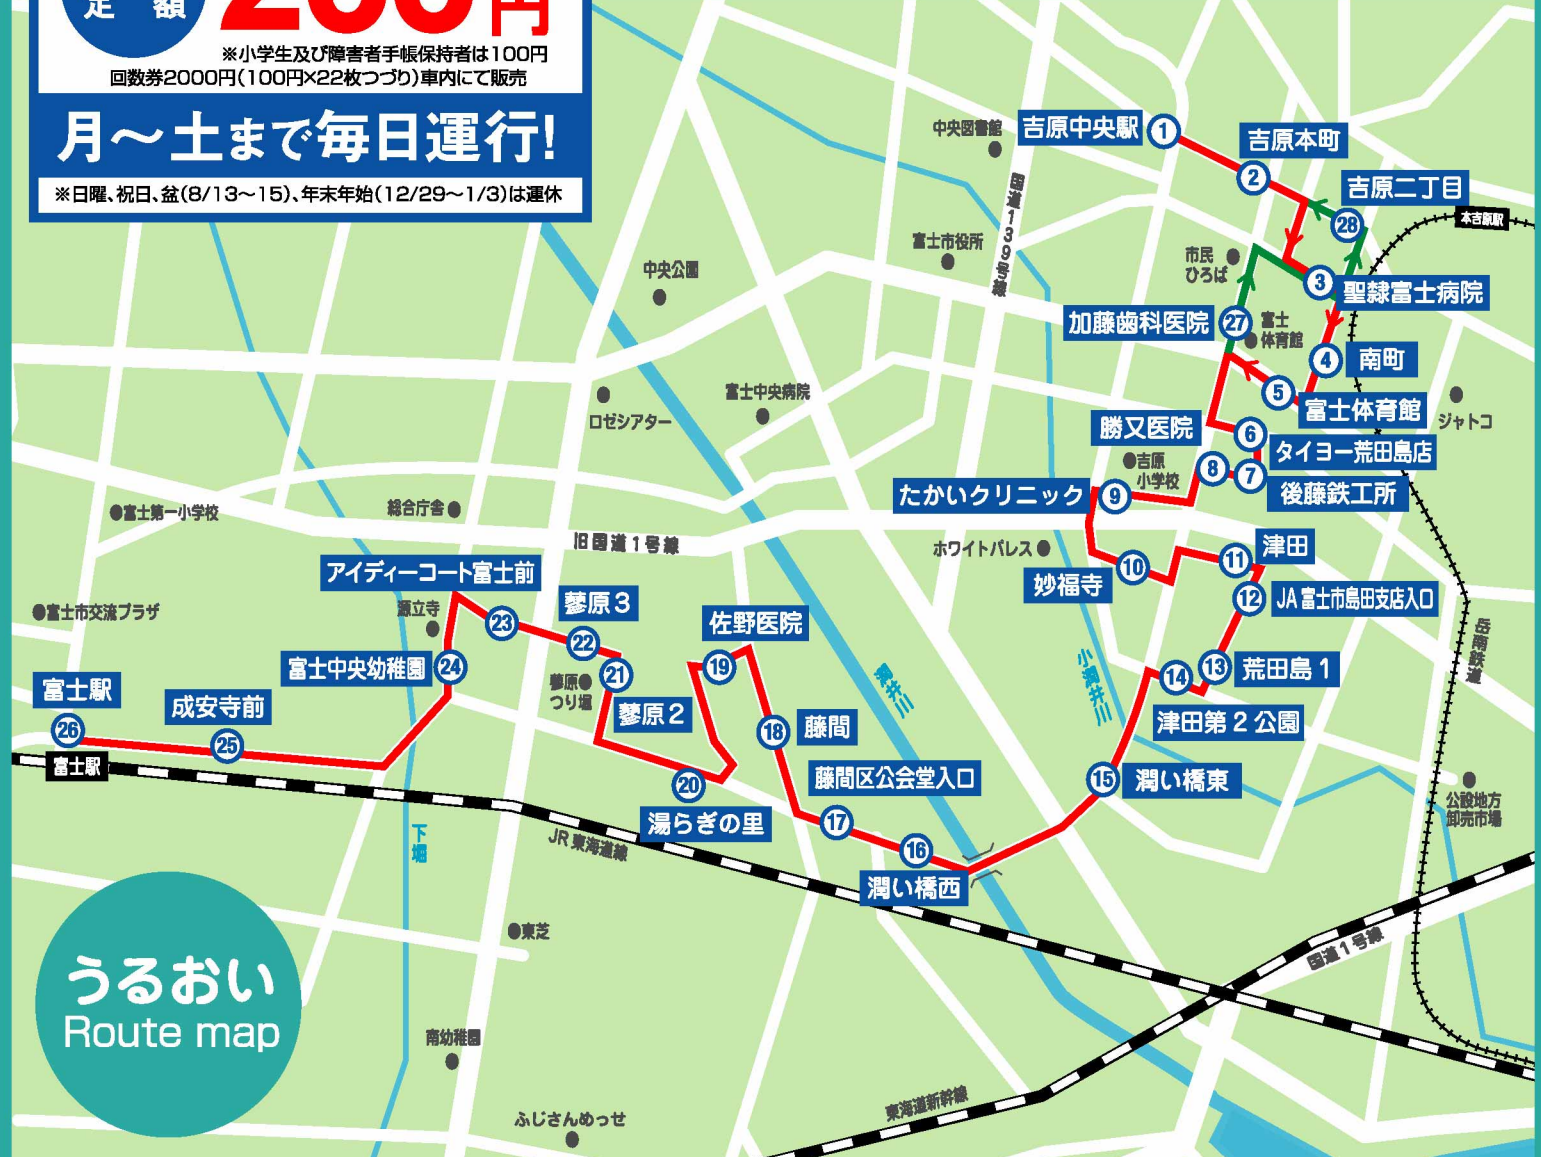 定 額
200円
※小学生及び障害者手帳保持者は100円
回数券2000円(100円×22枚つづり)車内にて販売
月～土まで毎日運行!
※日曜、祝日、盆(8/13～15)、年末年始(12/29～1/3)は運休
中央図書館
吉原中央駅
1
吉原本町
2
吉原二丁目
28
本吉原駅
国道139号線
富士市役所
市民
ひろば
中央公園
3
聖隷富士病院
加藤歯科医院
27
富士
体育館
4
南町
5
富士体育館
ジャトコ
ロゼシアター
富士中央病院
勝又医院
6
タイヨー荒田島店
吉原
小学校
8
7
後藤鉄工所
たかいクリニック
9
富士第一小学校
総合庁舎
旧国道1号線
ホワイトパレス
妙福寺
10
11
津田
12
JA富士市島田支店入口
アイディーコート富士前
蓼原3
富士市交流プラザ
源立寺
23
22
佐野医院
19
岳南鉄道
富士駅
26
成安寺前
25
富士中央幼稚園
24
21
蓼原
つり堀
蓼原2
潤井川
小潤井川
14
13
荒田島1
津田第2公園
18
藤間
富士駅
20
湯らぎの里
藤間区公会堂入口
17
16
潤い橋西
15
潤い橋東
公設地方
卸売市場
下堀
JR東海道線
東芝
国道1号線
うるおい
Route map
南幼稚園
ふじさんめっせ
東海道新幹線